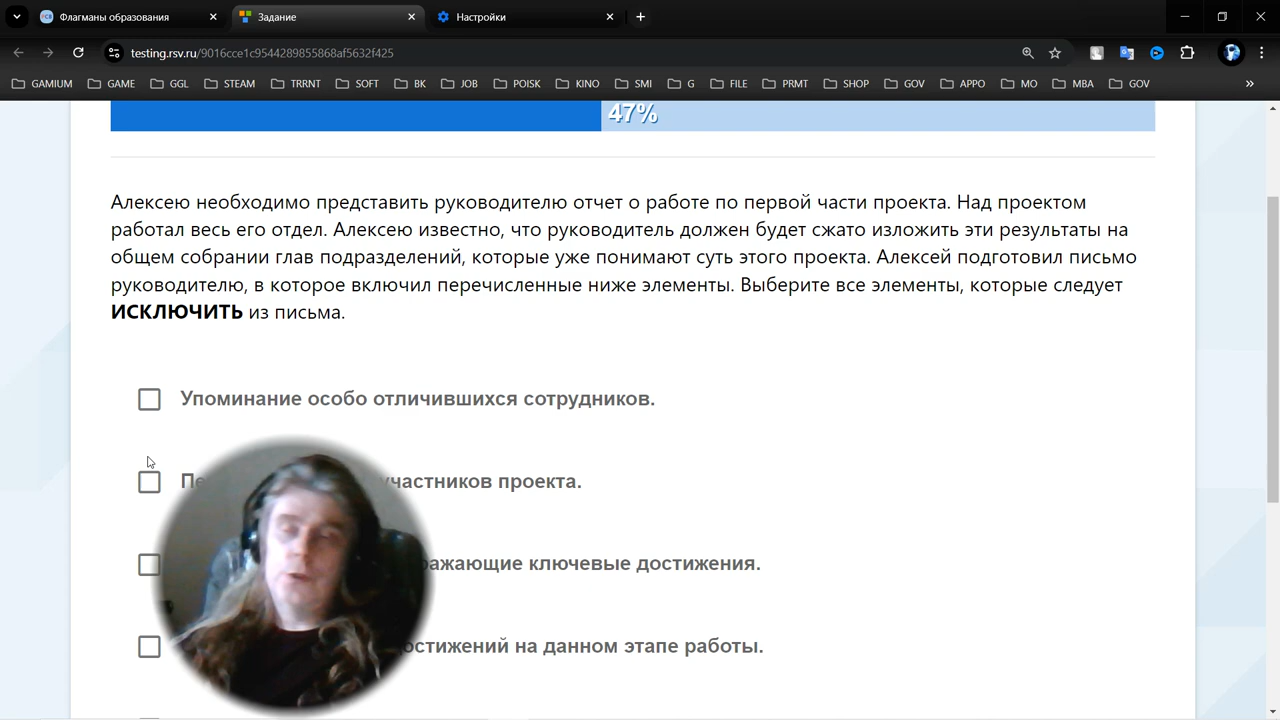 Флагманы образования
Задание
Настройки
testing.rsv.ru/9016cce1c9544289855868af5632f425
GAMIUM
GAME
GGL
STEAM
TRRNT
SOFT
BK
JOB
POISK
KINO
SMI
G
FILE
PRMT
SHOP
GOV
APPO
MO
MBA
GOV
47%
Алексею необходимо представить руководителю отчет о работе по первой части проекта. Над проектом
работал весь его отдел. Алексею известно, что руководитель должен будет сжато изложить эти результаты на
общем собрании глав подразделений, которые уже понимают суть этого проекта. Алексей подготовил письмо
руководителю, в которое включил перечисленные ниже элементы. Выберите все элементы, которые следует
ИСКЛЮЧИТЬ из письма.
Упоминание особо отличившихся сотрудников.
участников проекта.
ключевые достижения.
на данном этапе работы.